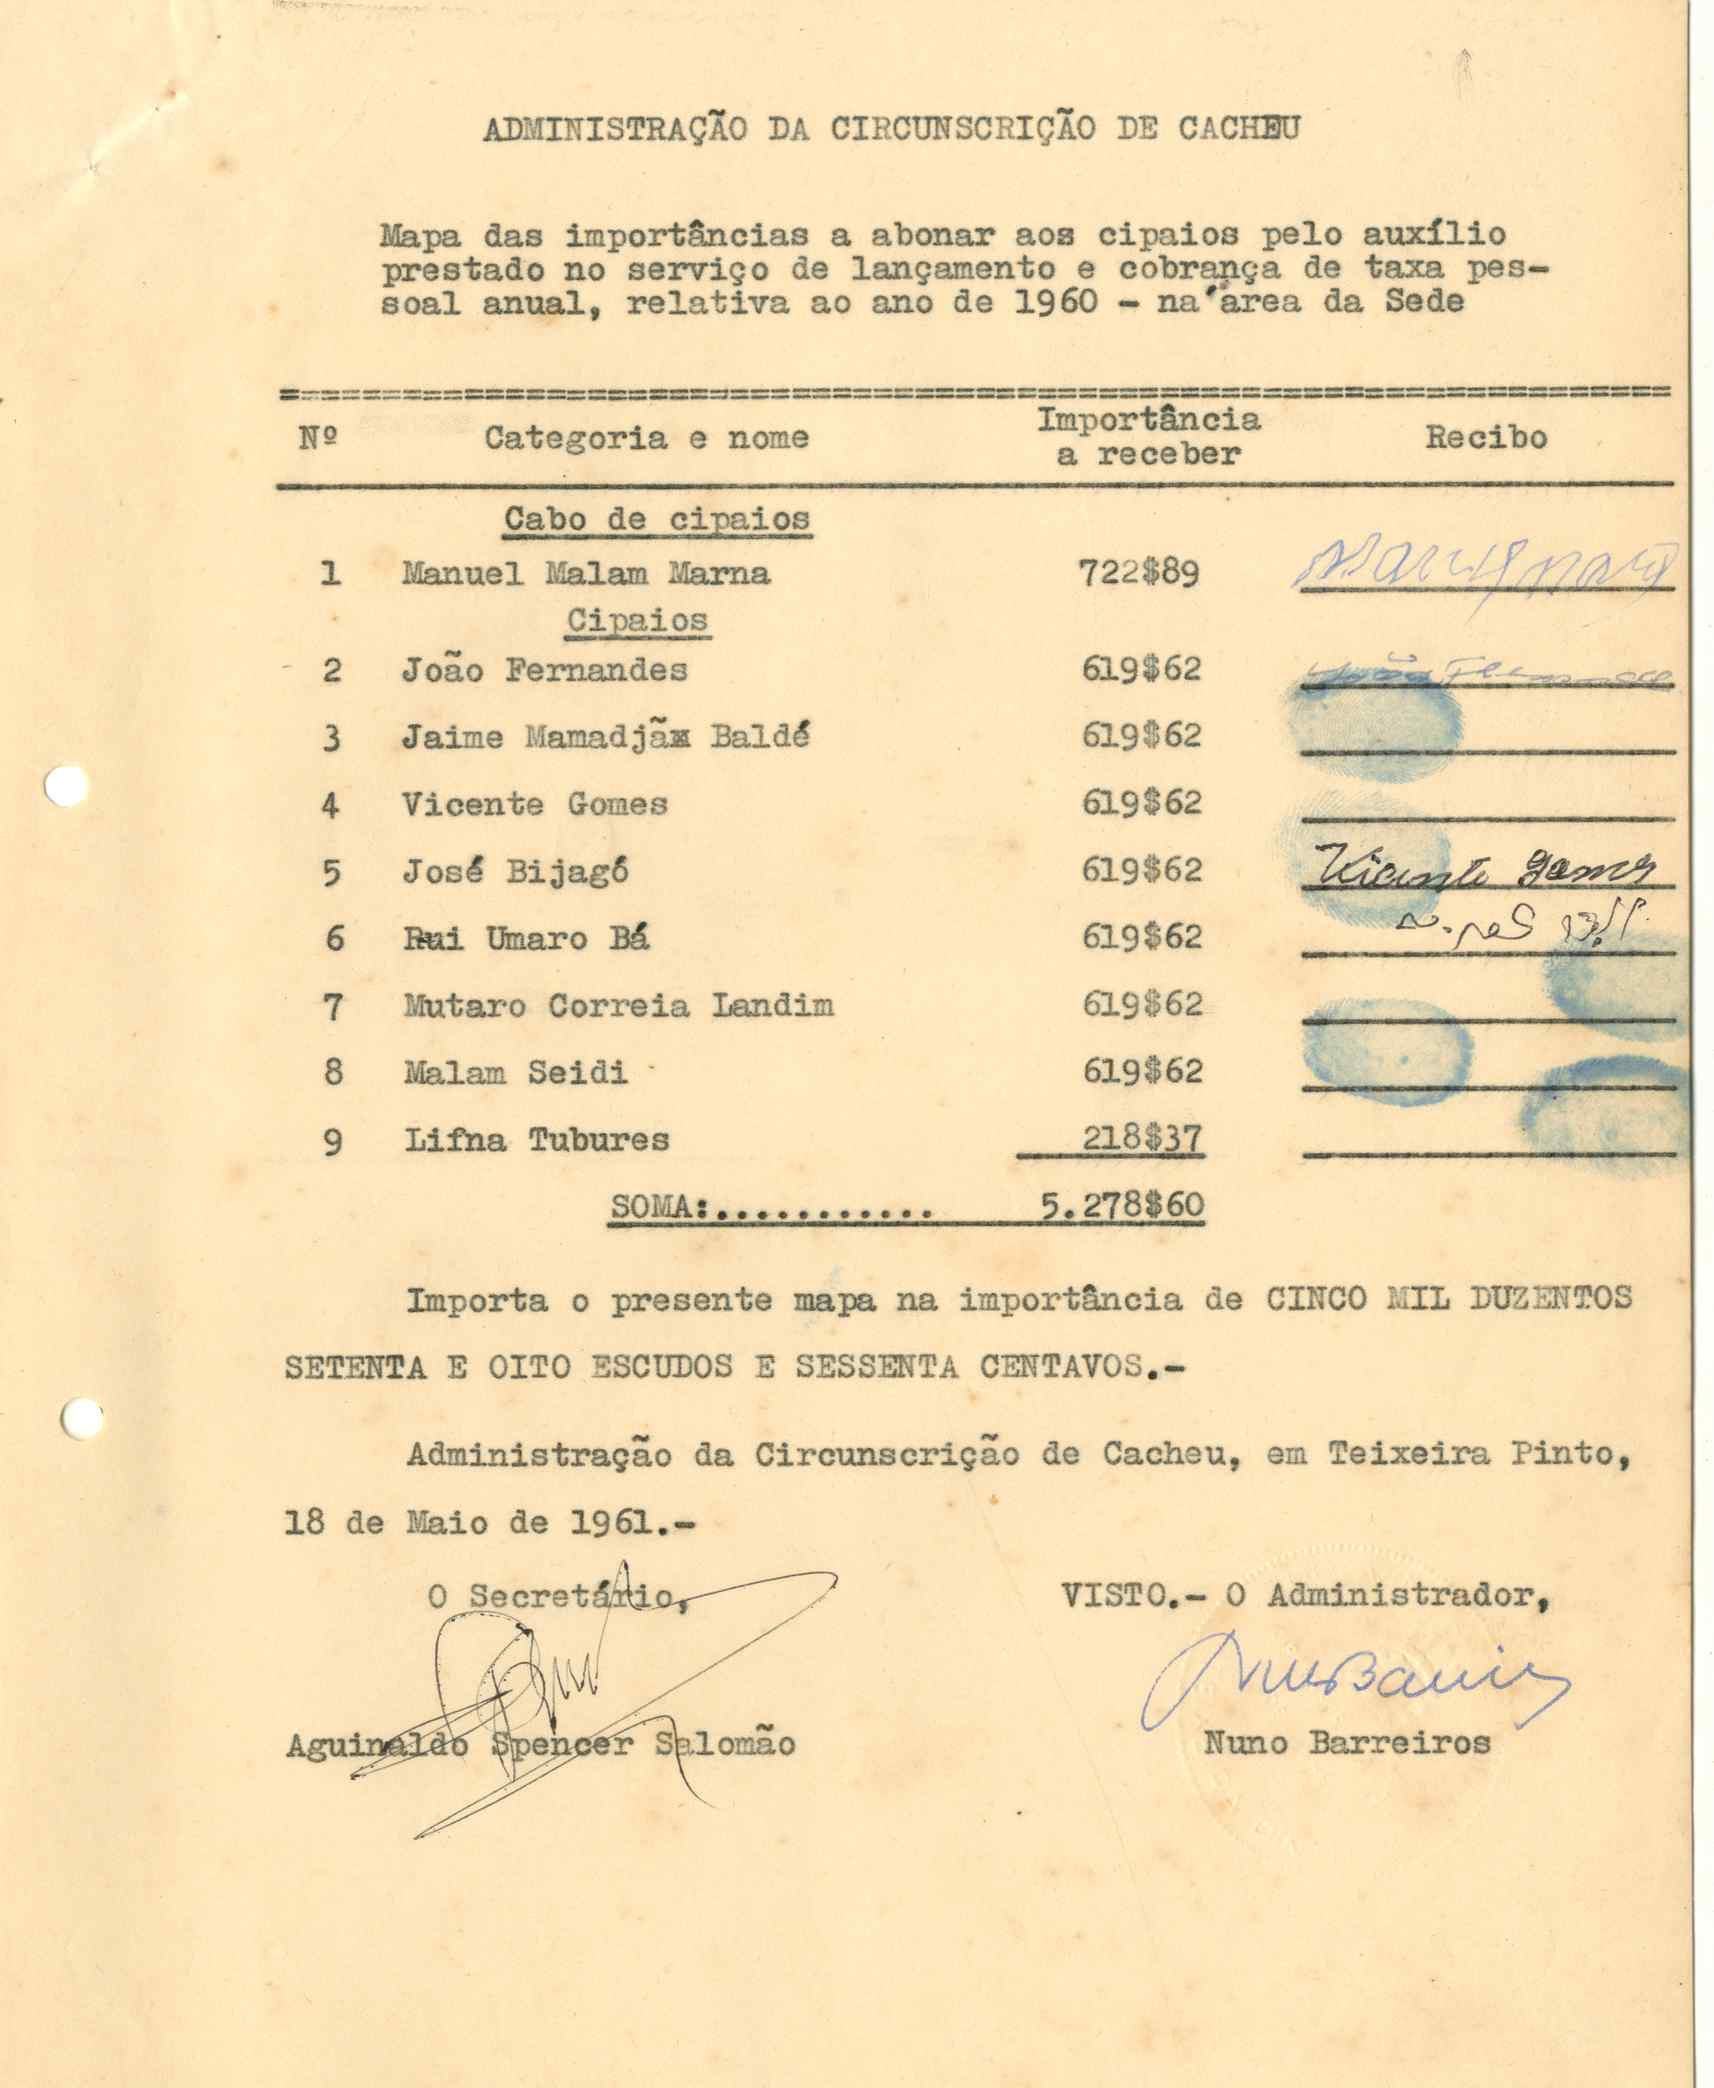 ADMINISTRAÇÃO DA CIRCUNSCRIÇÃO DE CACHEU
Mapa das importâncias a abonar aos cipaios pelo auxílio
prestado no serviço de lançamento e cobrança de taxa pes-
soal anual, relativa ao ano de 1960 - na área da Sede
Nº Categoria e nome Importância a receber Recibo
Cabo de cipaios
1 Manuel Malam Marna 722$89
Cipaios
2 João Fernandes 619$62 João Fernandes
3 Jaime Mamadjã Baldé 619$62
4 Vicente Gomes 619$62
5 José Bijagó 619$62 Vicente Gomes
6 Rui Umaro Bá 619$62
7 Mutaro Correia Landim 619$62
8 Malam Seidi 619$62
9 Lifna Tubures 218$37
SOMA:........... 5.278$60
Importa o presente mapa na importância de CINCO MIL DUZENTOS
SETENTA E OITO ESCUDOS E SESSENTA CENTAVOS.-
Administração da Circunscrição de Cacheu, em Teixeira Pinto,
18 de Maio de 1961.-
O Secretário, VISTO.- O Administrador,
Aguinaldo Spencer Salomão Nuno Barreiros